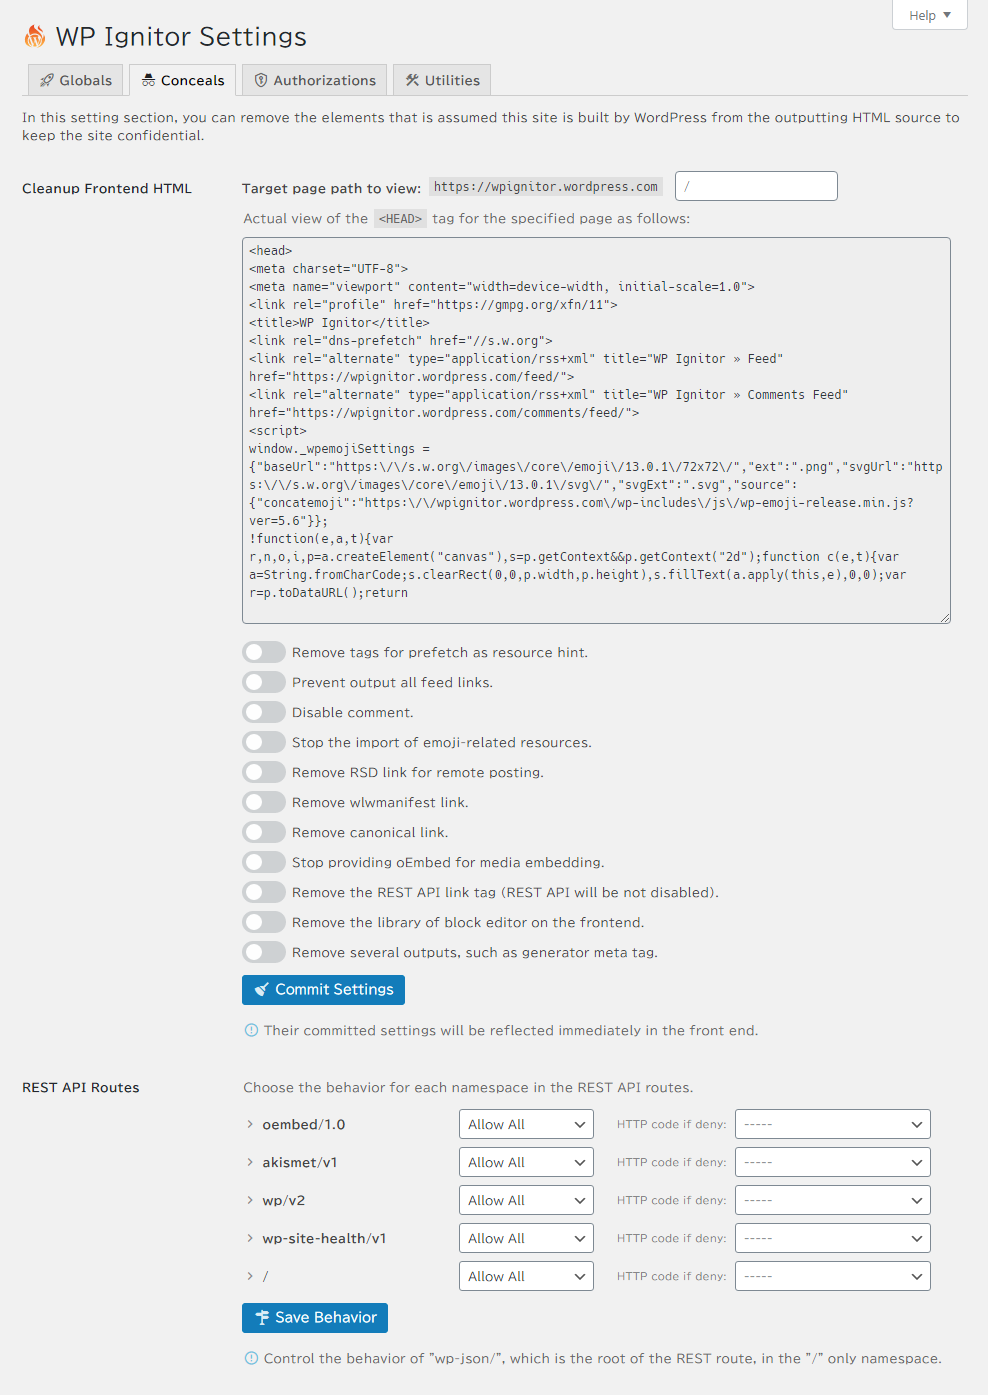 Help
WP Ignitor Settings
Globals
Conceals
Authorizations
Utilities
In this setting section, you can remove the elements that is assumed this site is built by WordPress from the outputting HTML source to
keep the site confidential.
Cleanup Frontend HTML
Target page path to view: https://wpignitor.wordpress.com /
Actual view of the <HEAD> tag for the specified page as follows:
<head>
<meta charset="UTF-8">
<meta name="viewport" content="width=device-width, initial-scale=1.0">
<link rel="profile" href="https://gmpg.org/xfn/11">
<title>WP Ignitor</title>
<link rel="dns-prefetch" href="//s.w.org">
<link rel="alternate" type="application/rss+xml" title="WP Ignitor » Feed"
href="https://wpignitor.wordpress.com/feed/">
<link rel="alternate" type="application/rss+xml" title="WP Ignitor » Comments Feed"
href="https://wpignitor.wordpress.com/comments/feed/">
<script>
window._wpemojiSettings =
{"baseUrl":"https:\/\/s.w.org\/images\/core\/emoji\/13.0.1\/72x72\/","ext":".png","svgUrl":"http
s:\/\/s.w.org\/images\/core\/emoji\/13.0.1\/svg\/","svgExt":".svg","source":
{"concatemoji":"https:\/\/wpignitor.wordpress.com\/wp-includes\/js\/wp-emoji-release.min.js?
ver=5.6"}};
!function(e,a,t){var
r,n,o,i,p=a.createElement("canvas"),s=p.getContext&&p.getContext("2d");function c(e,t){var
a=String.fromCharCode;s.clearRect(0,0,p.width,p.height),s.fillText(a.apply(this,e),0,0);var
r=p.toDataURL();return
Remove tags for prefetch as resource hint.
Prevent output all feed links.
Disable comment.
Stop the import of emoji-related resources.
Remove RSD link for remote posting.
Remove wlwmanifest link.
Remove canonical link.
Stop providing oEmbed for media embedding.
Remove the REST API link tag (REST API will be not disabled).
Remove the library of block editor on the frontend.
Remove several outputs, such as generator meta tag.
Commit Settings
Their committed settings will be reflected immediately in the front end.
REST API Routes
Choose the behavior for each namespace in the REST API routes.
oembed/1.0 Allow All HTTP code if deny: -----
akismet/v1 Allow All HTTP code if deny: -----
wp/v2 Allow All HTTP code if deny: -----
wp-site-health/v1 Allow All HTTP code if deny: -----
/ Allow All HTTP code if deny: -----
Save Behavior
Control the behavior of "wp-json/", which is the root of the REST route, in the "/" only namespace.